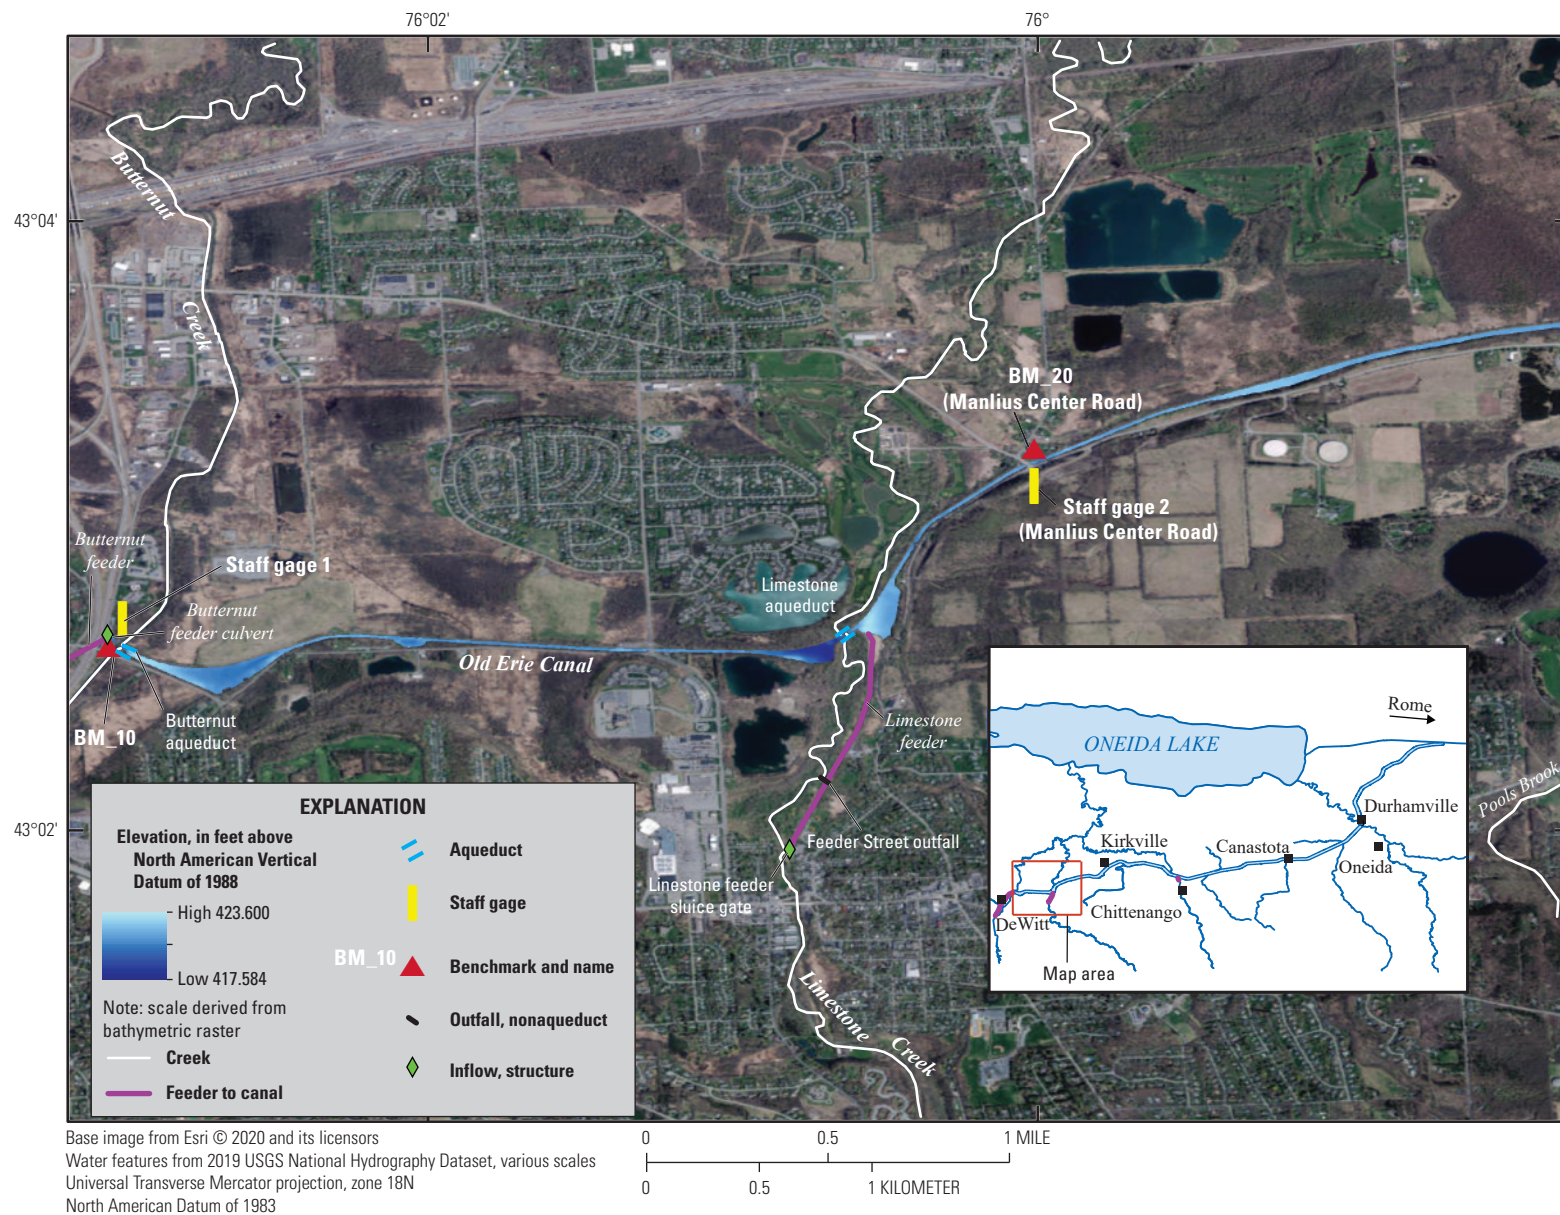 76°02'
76°
43°04'
43°02'
Butternut
Creek
BM_20
(Manlius Center Road)
Staff gage 2
(Manlius Center Road)
Butternut
feeder
Staff gage 1
Butternut
feeder culvert
Limestone
aqueduct
Old Erie Canal
BM_10
Butternut
aqueduct
Limestone
feeder
Feeder Street outfall
Linestone feeder
sluice gate
Limestone
Creek
Pools Brook
Rome
ONEIDA LAKE
Durhamville
Kirkville
Canastota
Oneida
DeWitt
Chittenango
Map area
EXPLANATION
Elevation, in feet above
North American Vertical
Datum of 1988
High 423.600
Low 417.584
Note: scale derived from
bathymetric raster
Creek
Feeder to canal
Aqueduct
Staff gage
BM_10
Benchmark and name
Outfall, nonaqueduct
Inflow, structure
Base image from Esri © 2020 and its licensors
Water features from 2019 USGS National Hydrography Dataset, various scales
Universal Transverse Mercator projection, zone 18N
North American Datum of 1983
0 0.5 1 MILE
0 0.5 1 KILOMETER